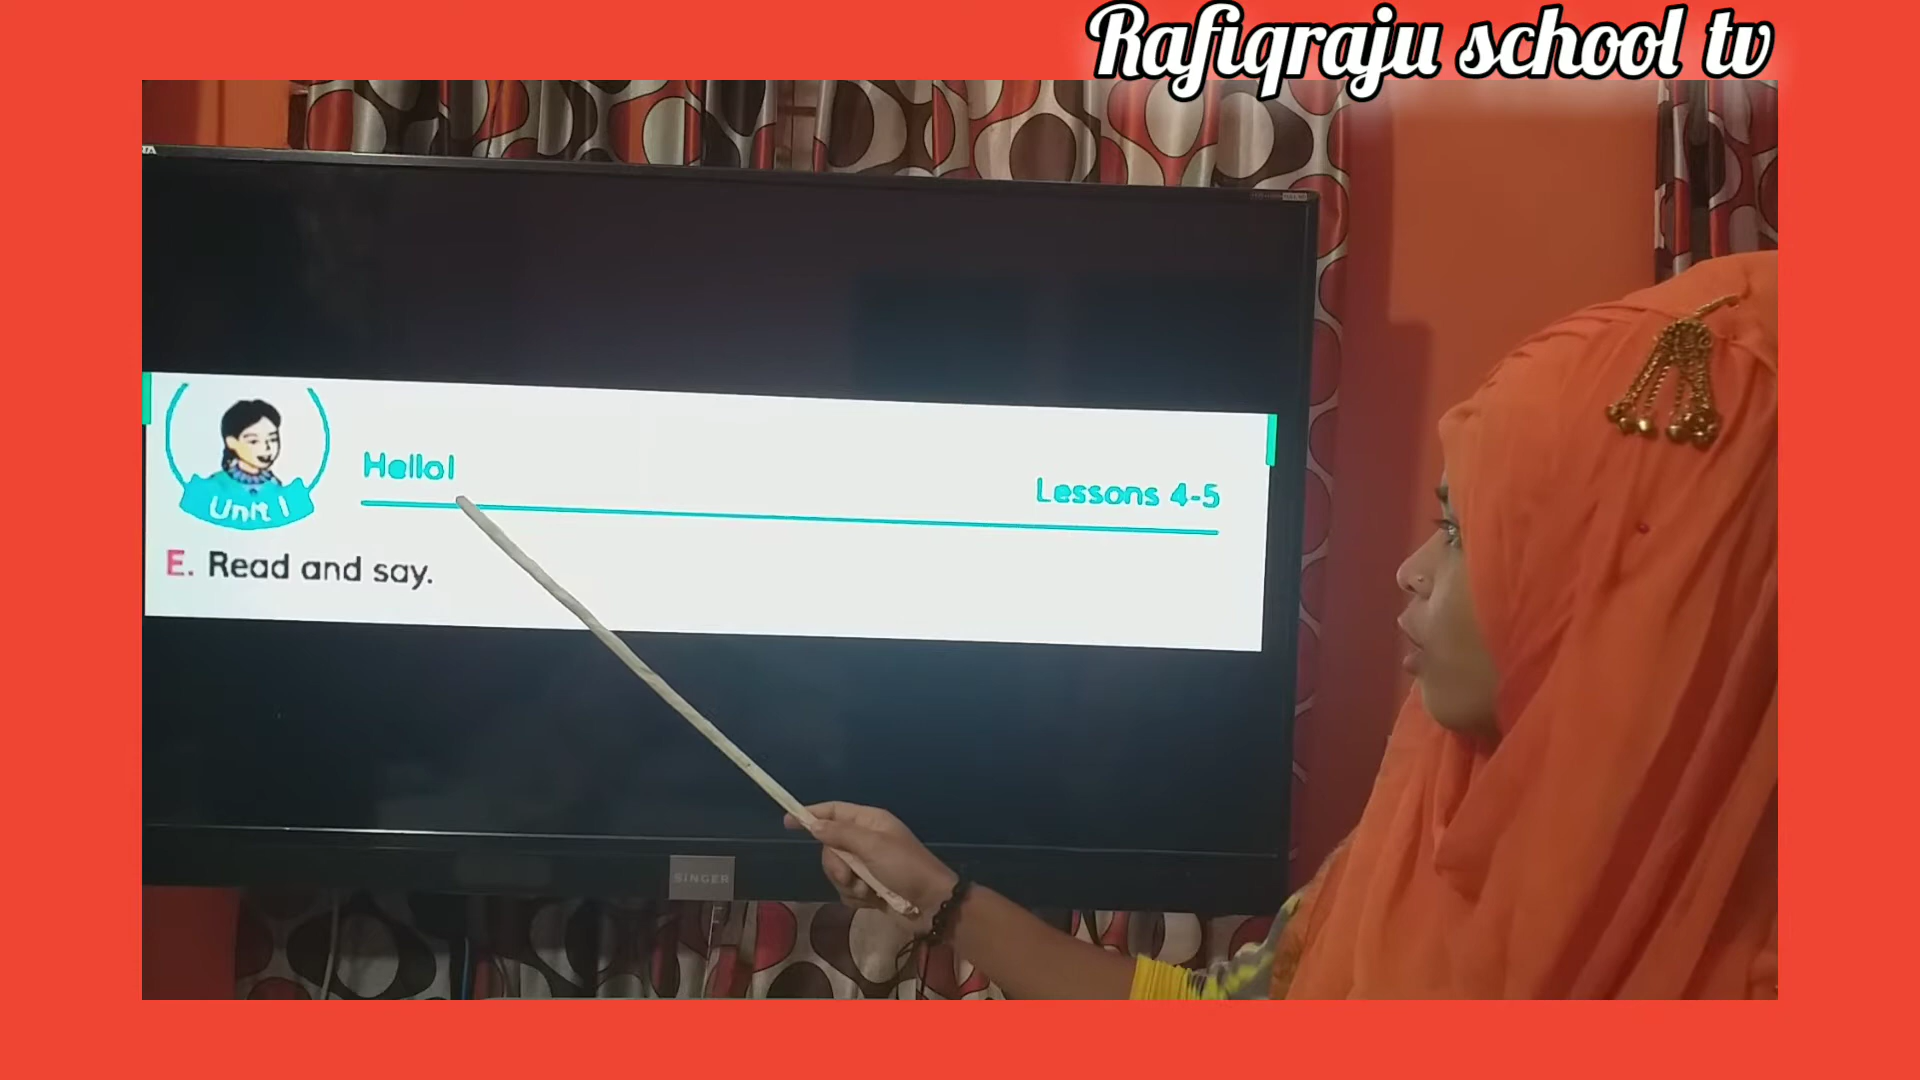 Rafiqraju school tv
Hello!
Lessons 4-5
Unit 1
E. Read and say.
SINGER